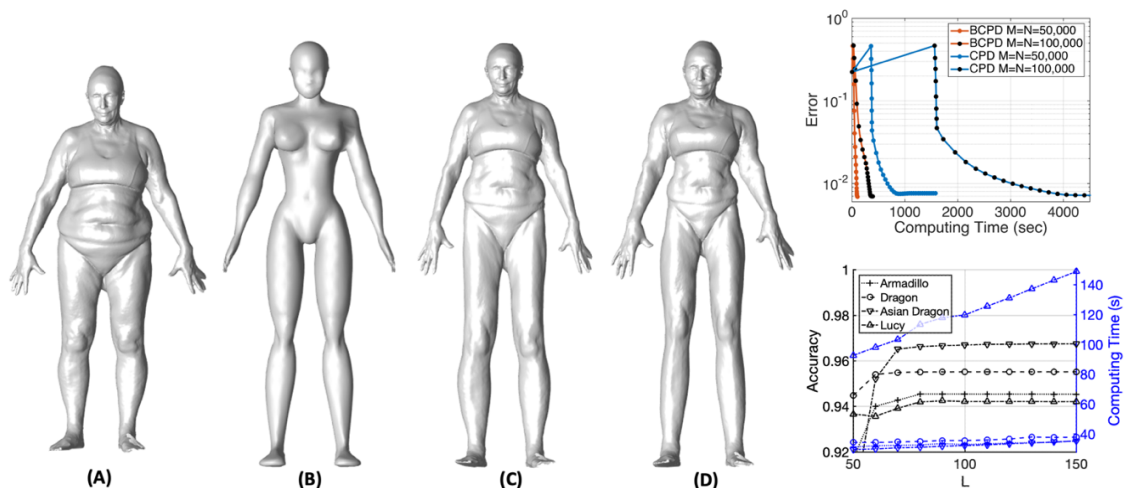 (A)
(B)
(C)
(D)
10^0
10^-1
10^-2
Error
BCPD M=N=50,000
BCPD M=N=100,000
CPD M=N=50,000
CPD M=N=100,000
0 1000 2000 3000 4000
Computing Time (sec)
1
0.98
0.96
0.94
0.92
Accuracy
Armadillo
Dragon
Asian Dragon
Lucy
140
120
100
80
60
40
Computing Time (s)
50 100 150
L